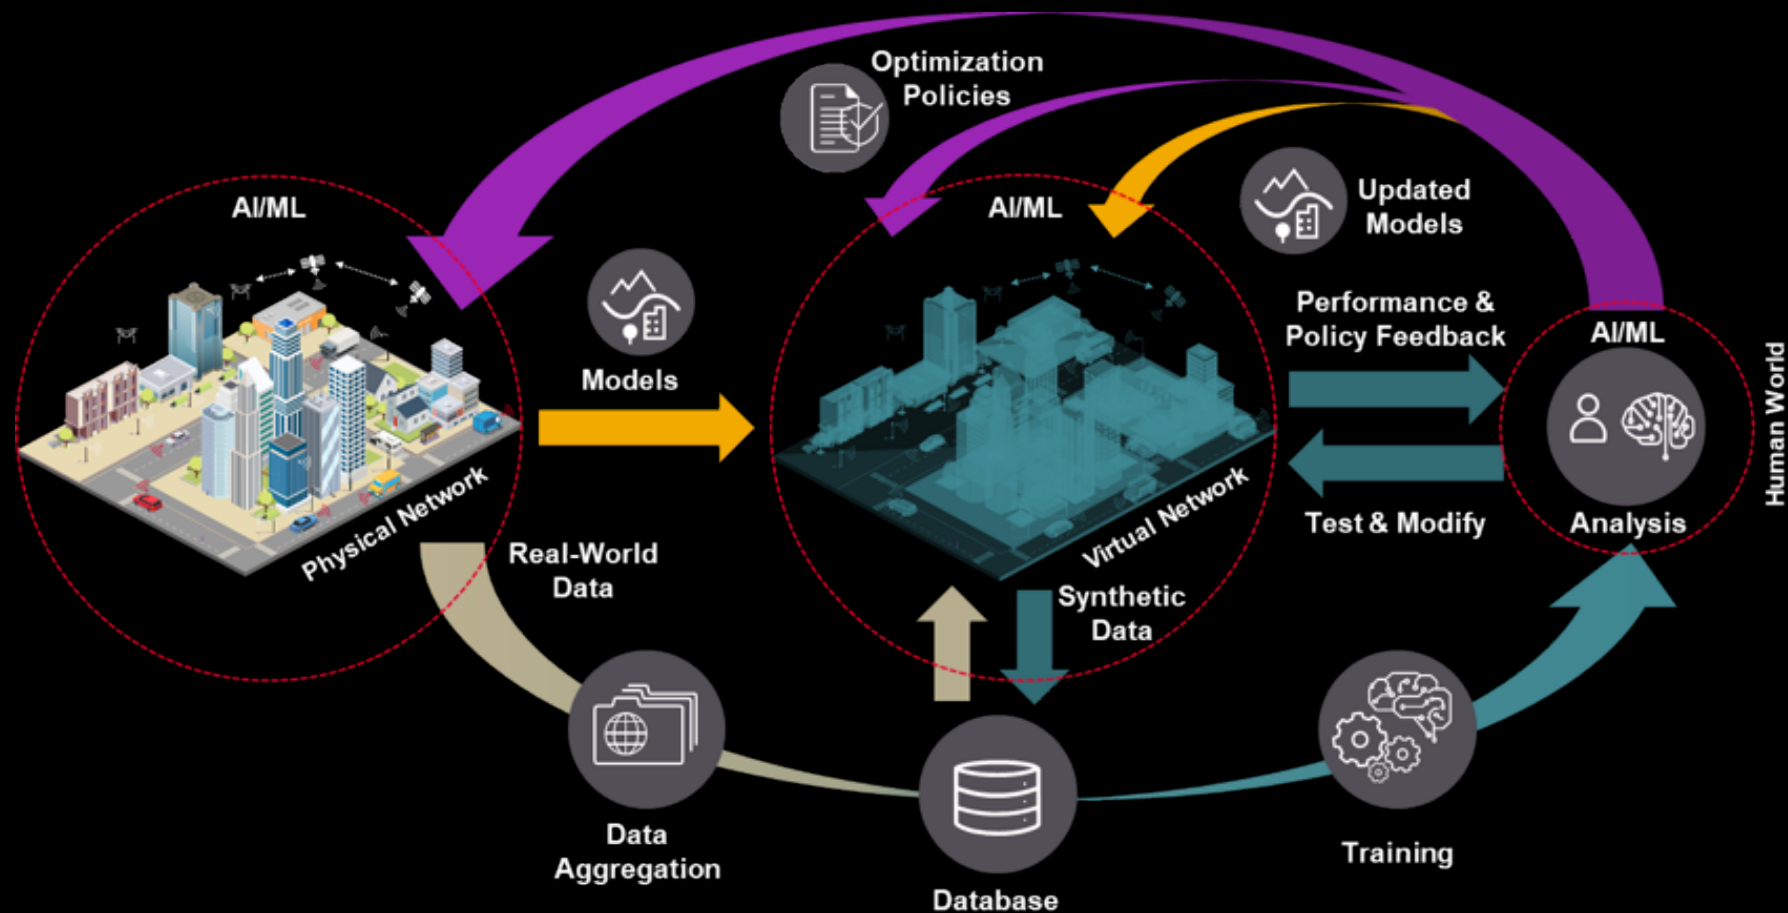 Optimization
Policies
AI/ML
AI/ML
Updated
Models
Models
Performance &
Policy Feedback
AI/ML
Human World
Physical Network
Virtual Network
Test & Modify
Analysis
Real-World
Data
Synthetic
Data
Data
Aggregation
Database
Training